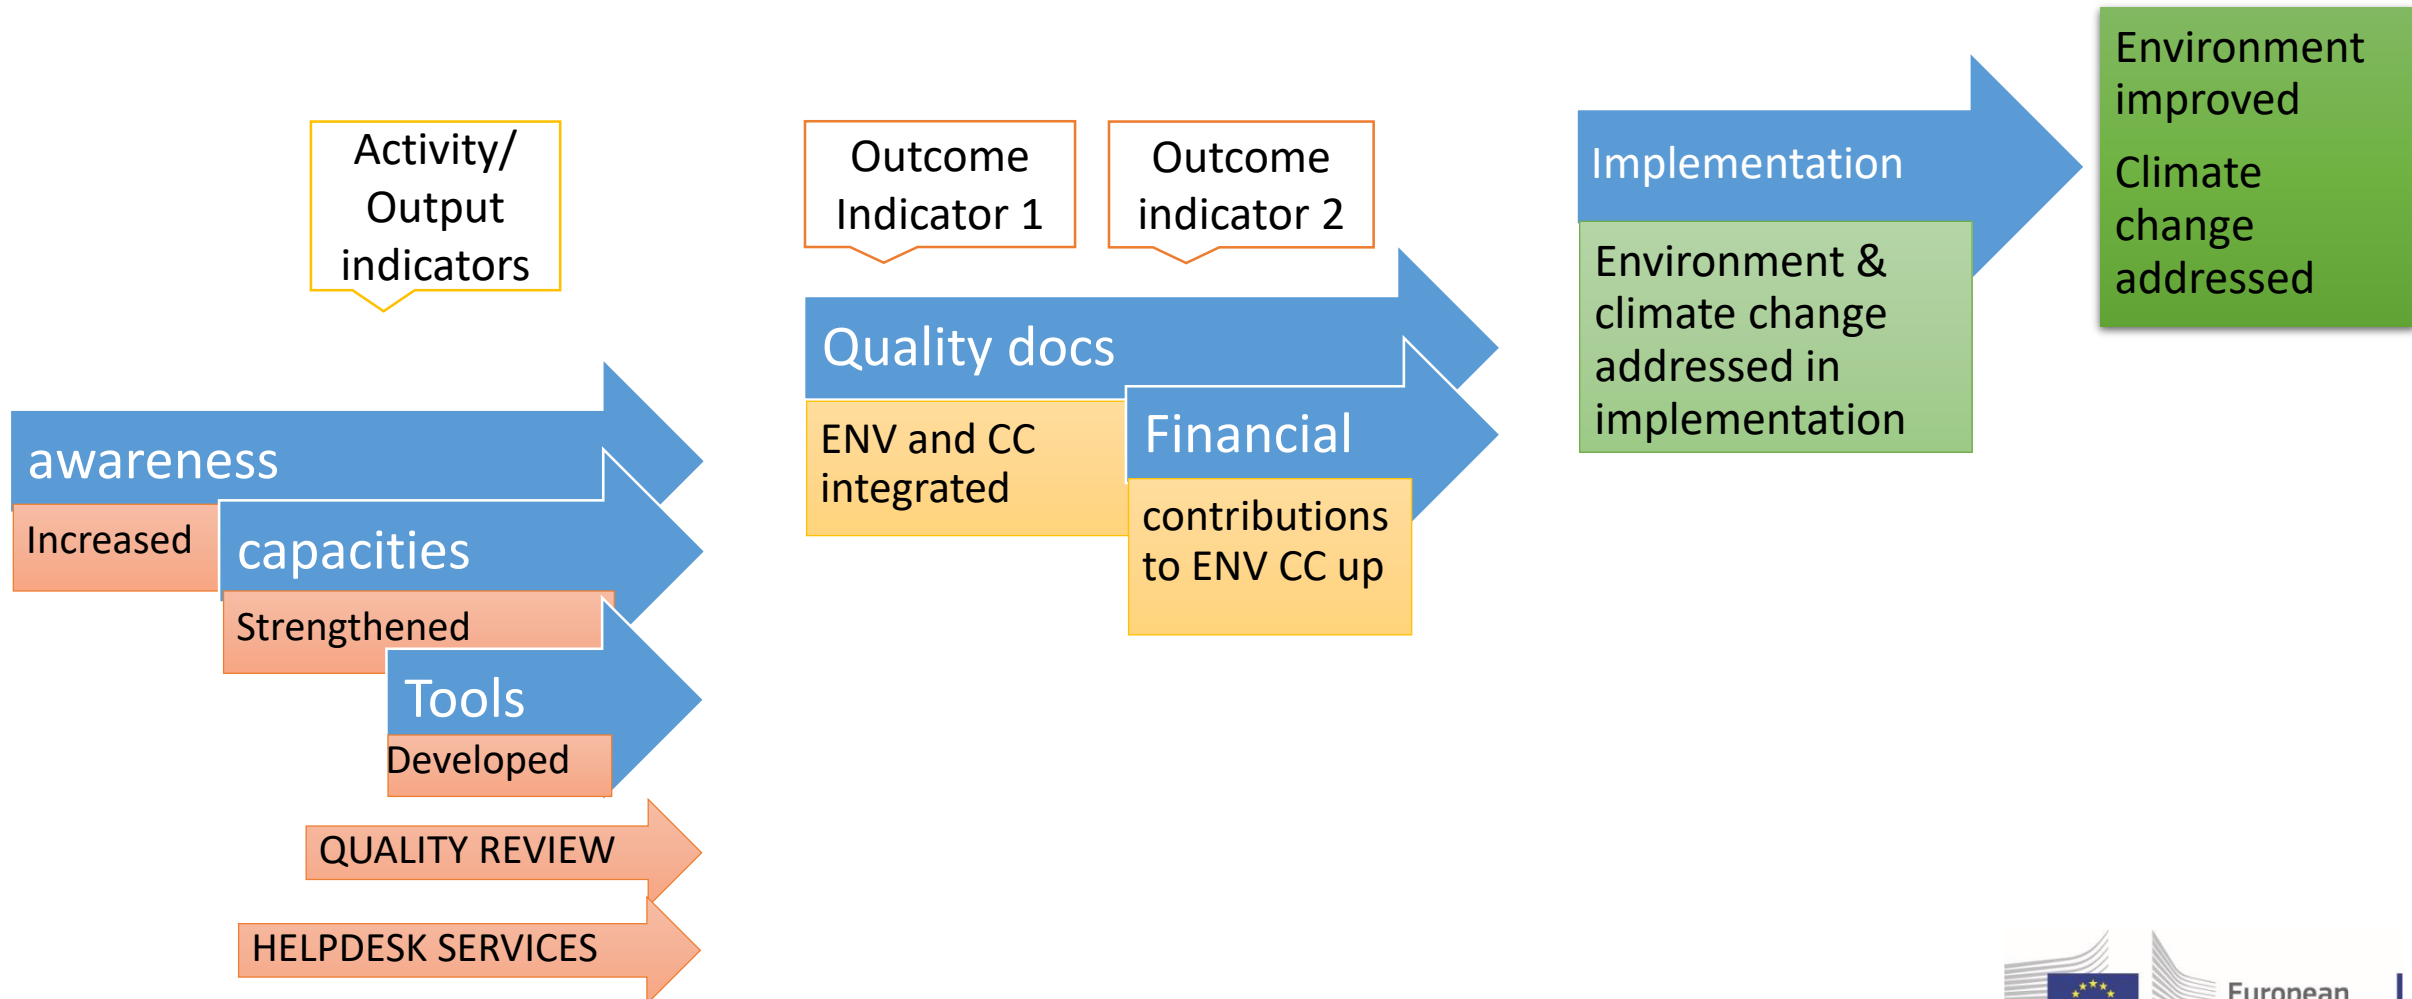 Activity/
Output
indicators
awareness
Increased
capacities
Strengthened
Tools
Developed
QUALITY REVIEW
HELPDESK SERVICES
Outcome
Indicator 1
Outcome
indicator 2
Quality docs
ENV and CC
integrated
Financial
contributions
to ENV CC up
Implementation
Environment &
climate change
addressed in
implementation
Environment
improved
Climate
change
addressed
European